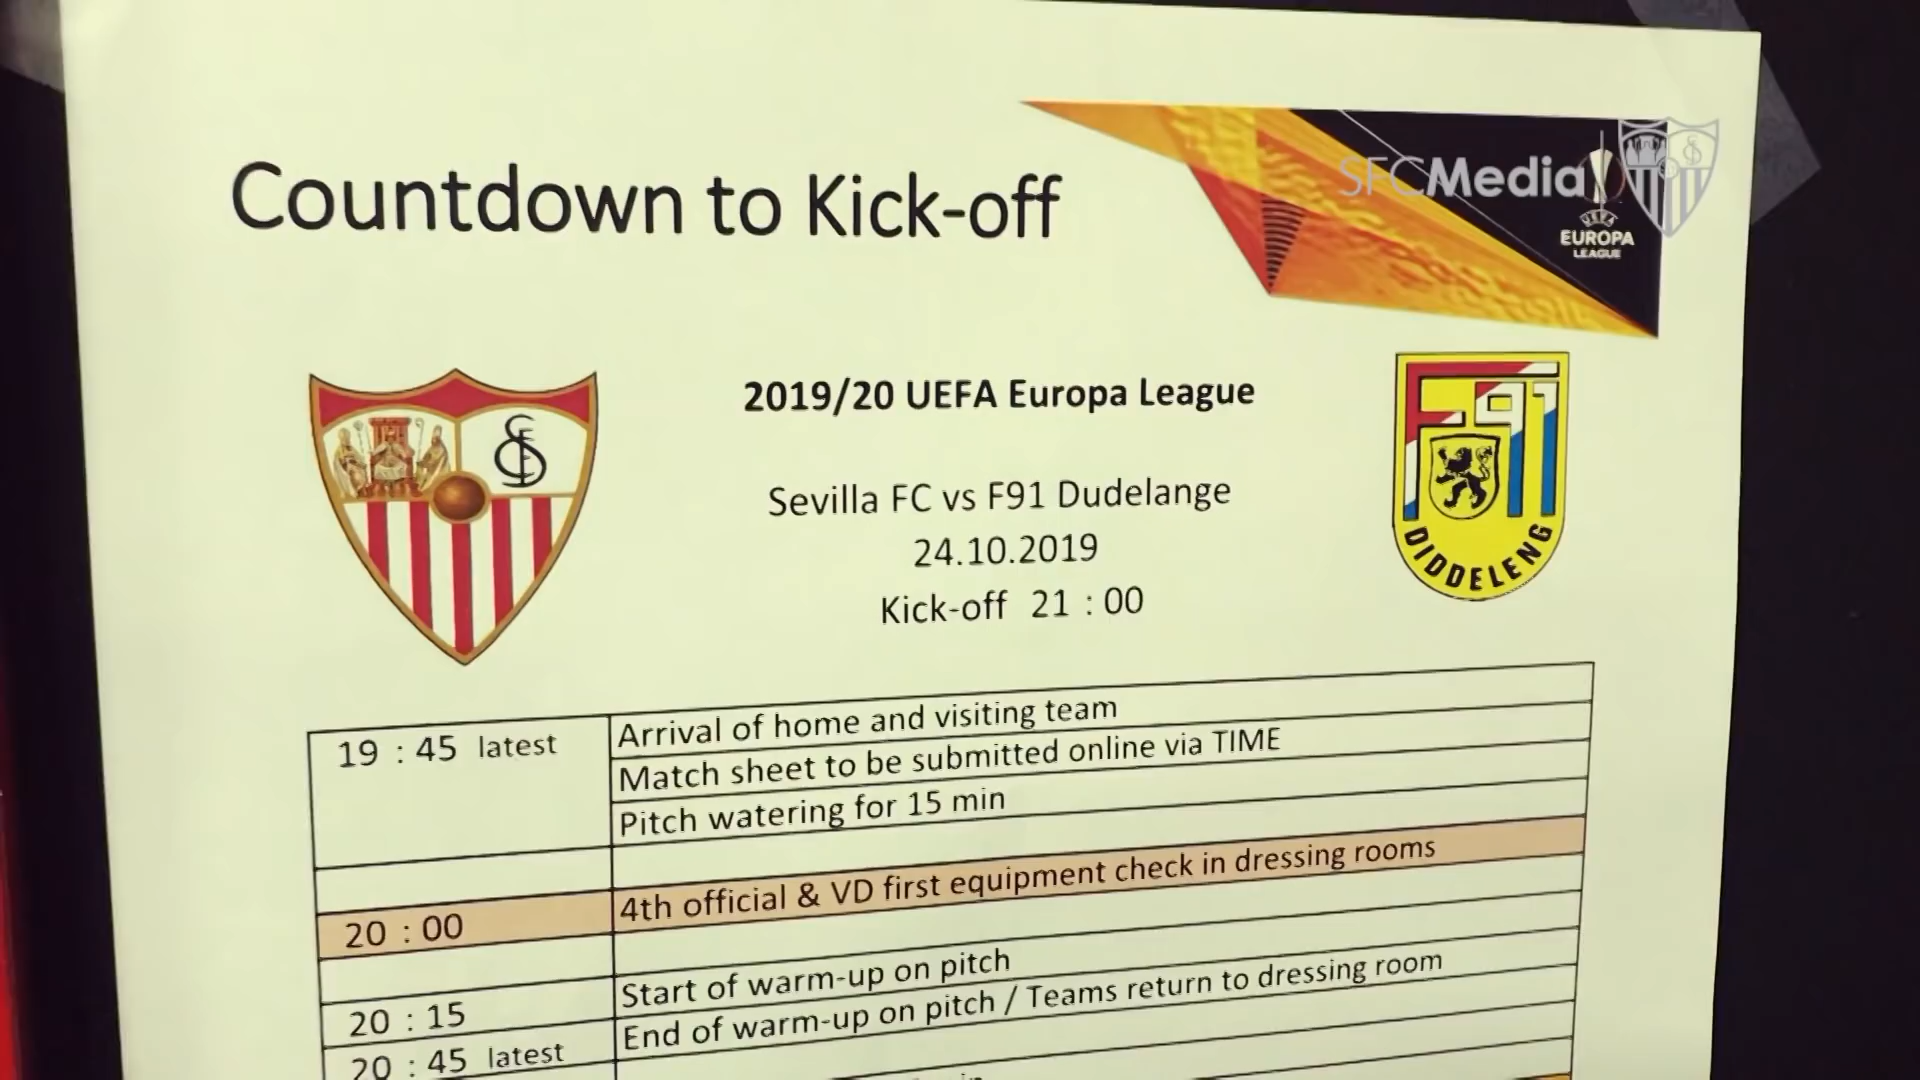 Countdown to Kick-off
SFCMedia
UEFA
EUROPA
LEAGUE
2019/20 UEFA Europa League
F91
DIDDELENG
Sevilla FC vs F91 Dudelange
24.10.2019
Kick-off 21 : 00
19 : 45 latest
Arrival of home and visiting team
Match sheet to be submitted online via TIME
Pitch watering for 15 min
20 : 00
4th official & VD first equipment check in dressing rooms
20 : 15
Start of warm-up on pitch
20 : 45 latest
End of warm-up on pitch / Teams return to dressing room